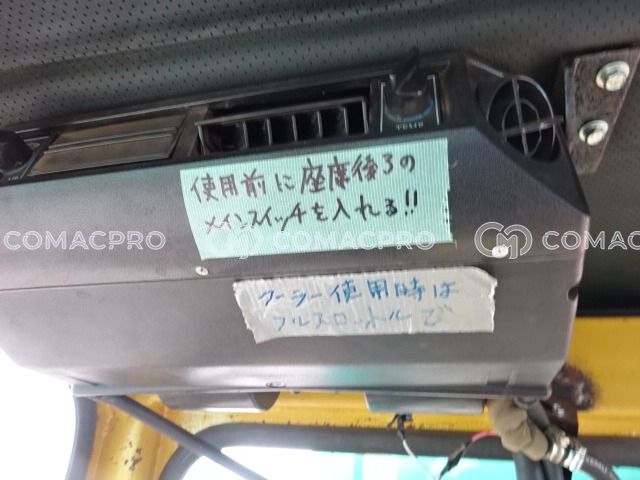 TEMP
使用前に座席後ろの
メインスイッチを入れる!!
COMACPRO COMACPRO COMACPRO
クーラー使用時は
フルスロットルで